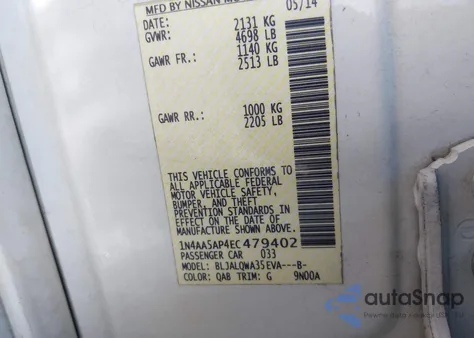 MFD BY NISSAN
DATE: 05/14
GVWR: 2131 KG
4698 LB
GAWR FR.: 1140 KG
2513 LB
GAWR RR.: 1000 KG
2205 LB
THIS VEHICLE CONFORMS TO
ALL APPLICABLE FEDERAL
MOTOR VEHICLE SAFETY,
BUMPER, AND THEFT
PREVENTION STANDARDS IN
EFFECT ON THE DATE OF
MANUFACTURE SHOWN ABOVE.
1N4AA5AP4EC479402
PASSENGER CAR 033
MODEL: BLJALQWA35EVA---B-
COLOR: QAB TRIM: G 9N00A
autoSnap